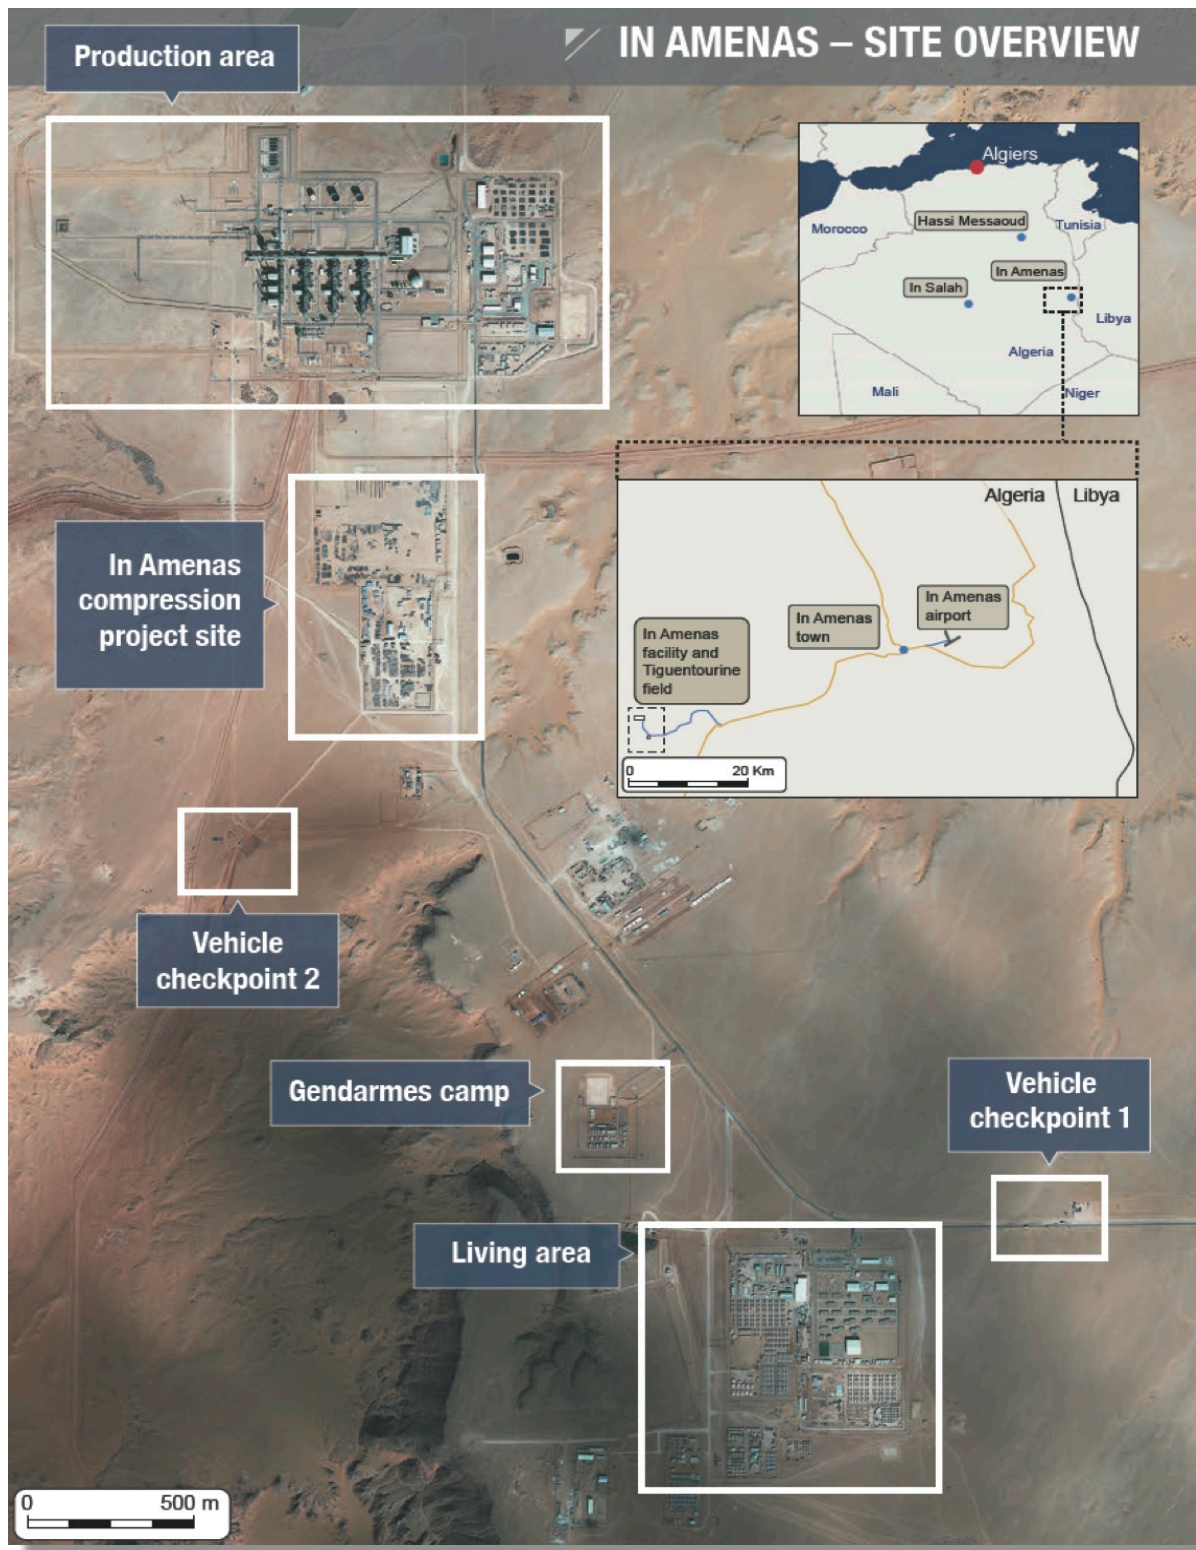 Production area
IN AMENAS – SITE OVERVIEW
Algiers
Morocco
Hassi Messaoud
Tunisia
In Amenas
In Salah
Libya
Algeria
Mali
Niger
Algeria
Libya
In Amenas
airport
In Amenas
town
In Amenas
facility and
Tiguentourine
field
0
20 Km
In Amenas
compression
project site
Vehicle
checkpoint 2
Gendarmes camp
Vehicle
checkpoint 1
Living area
0
500 m